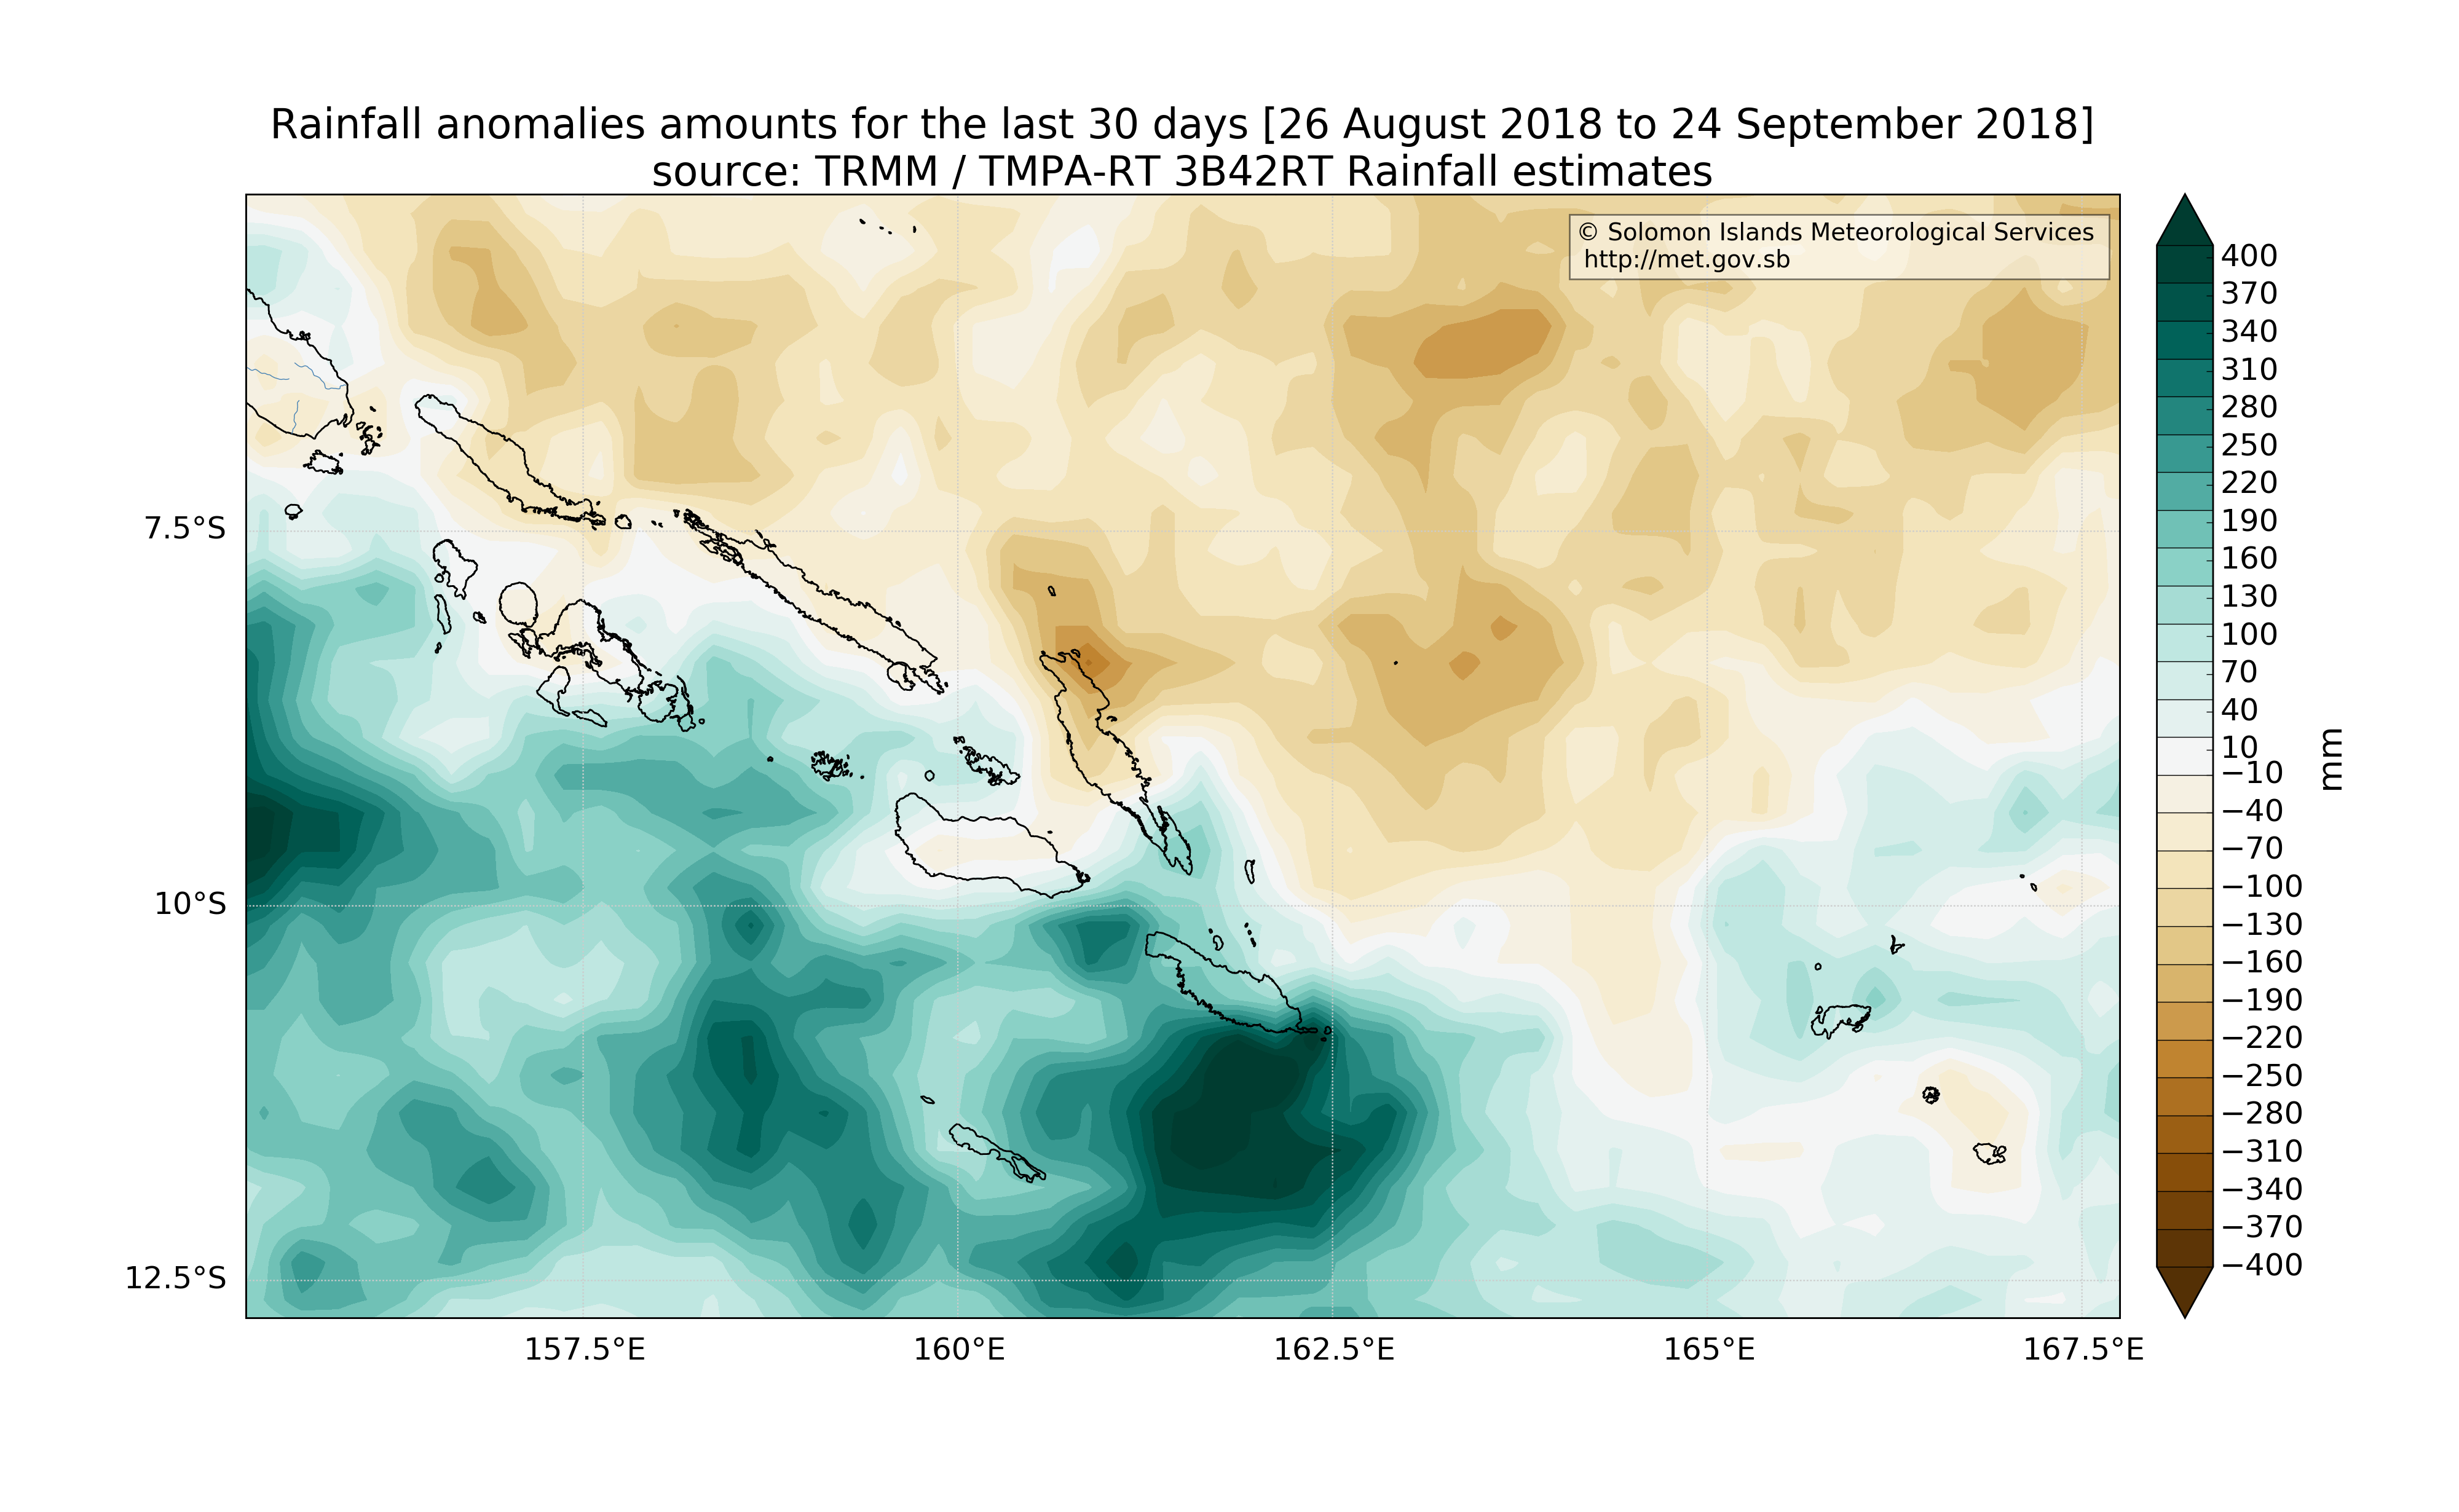 Rainfall anomalies amounts for the last 30 days [26 August 2018 to 24 September 2018]
source: TRMM / TMPA-RT 3B42RT Rainfall estimates
© Solomon Islands Meteorological Services
http://met.gov.sb
7.5°S
10°S
12.5°S
157.5°E
160°E
162.5°E
165°E
167.5°E
400
370
340
310
280
250
220
190
160
130
100
70
40
10
−10
−40
−70
−100
−130
−160
−190
−220
−250
−280
−310
−340
−370
−400
mm